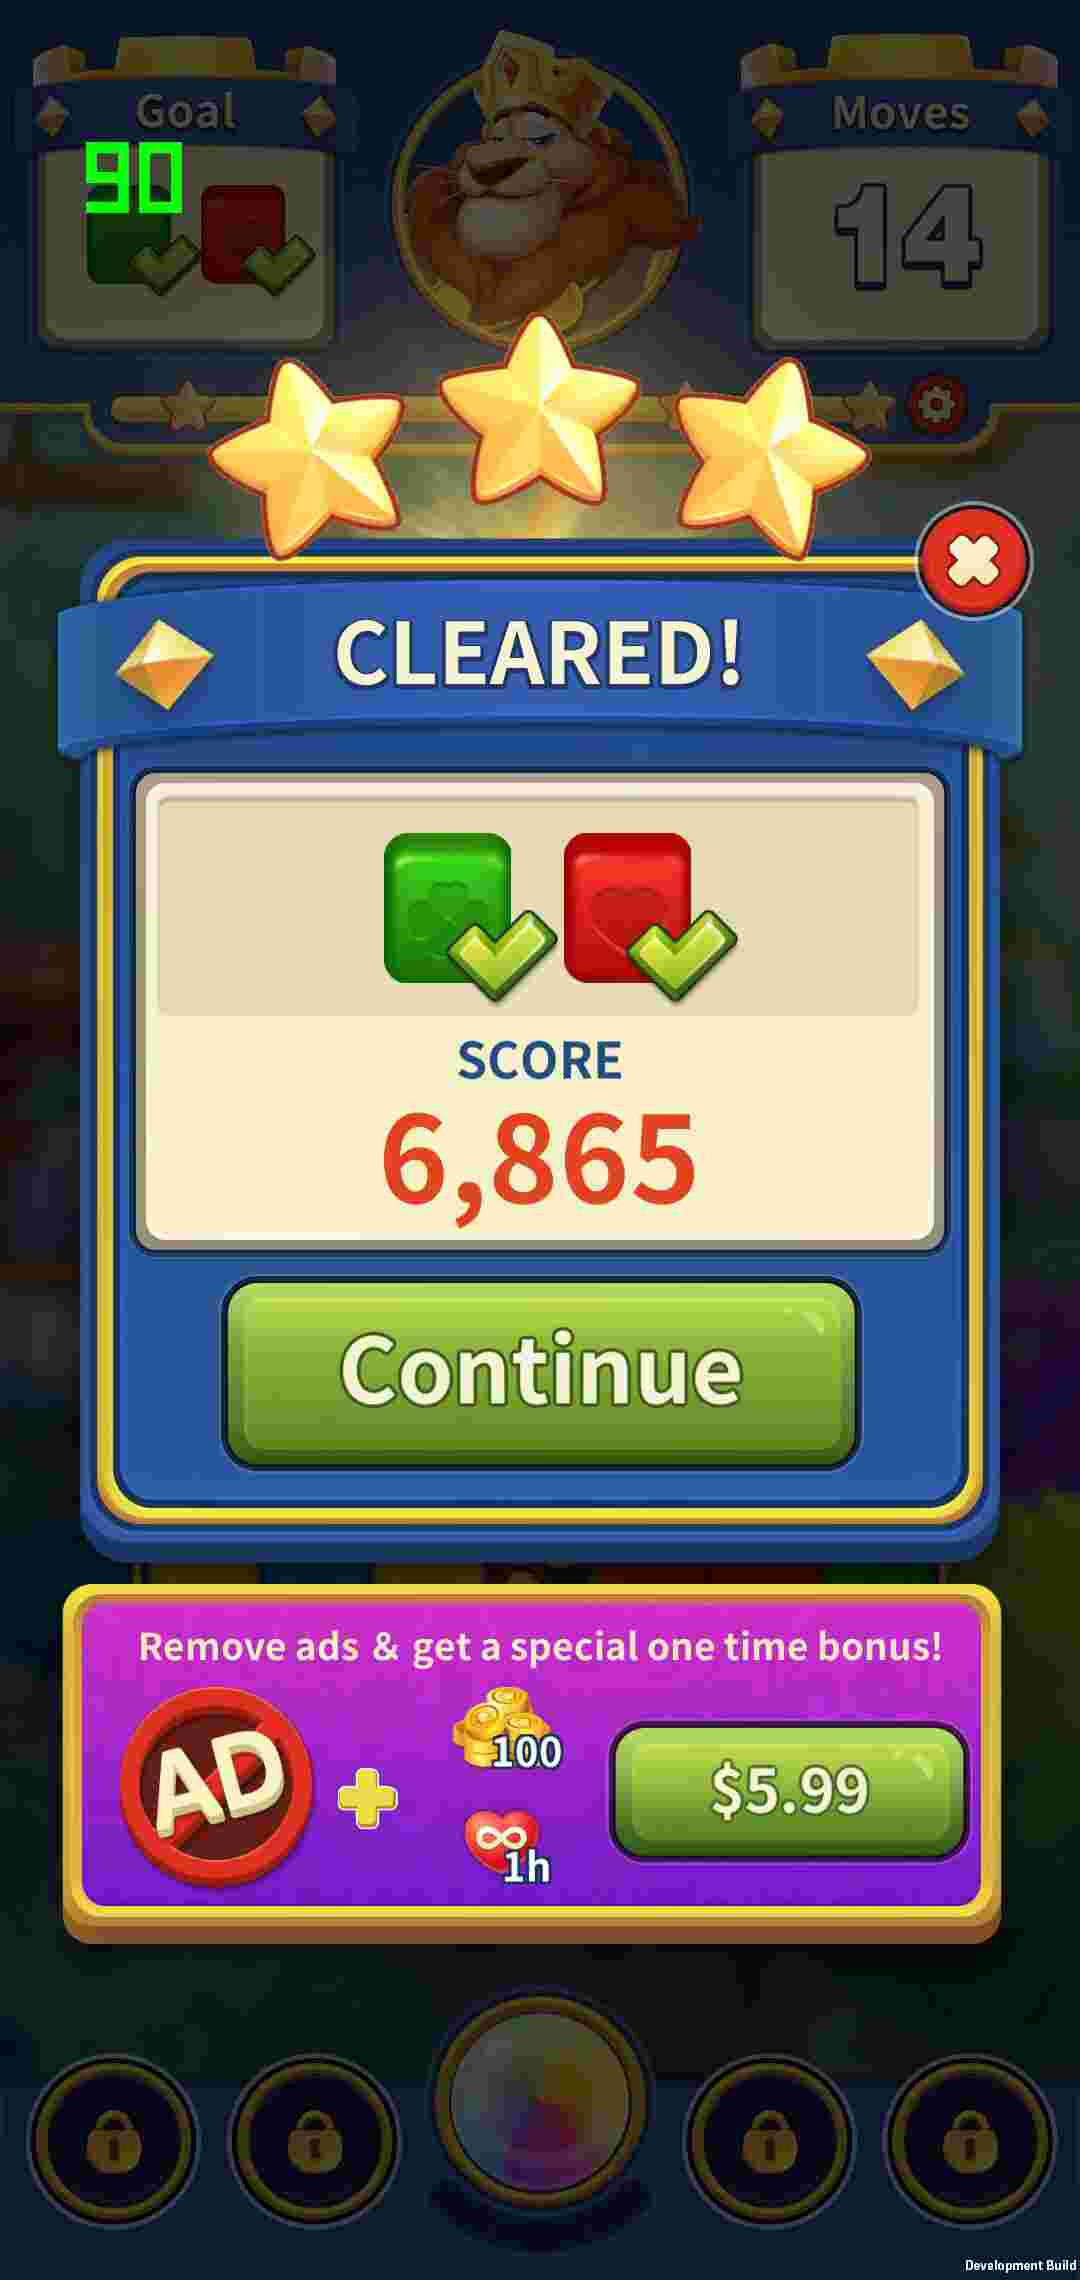 Goal
Moves
90
14
CLEARED!
SCORE
6,865
Continue
Remove ads & get a special one time bonus!
AD
100
1h
$5.99
Development Build